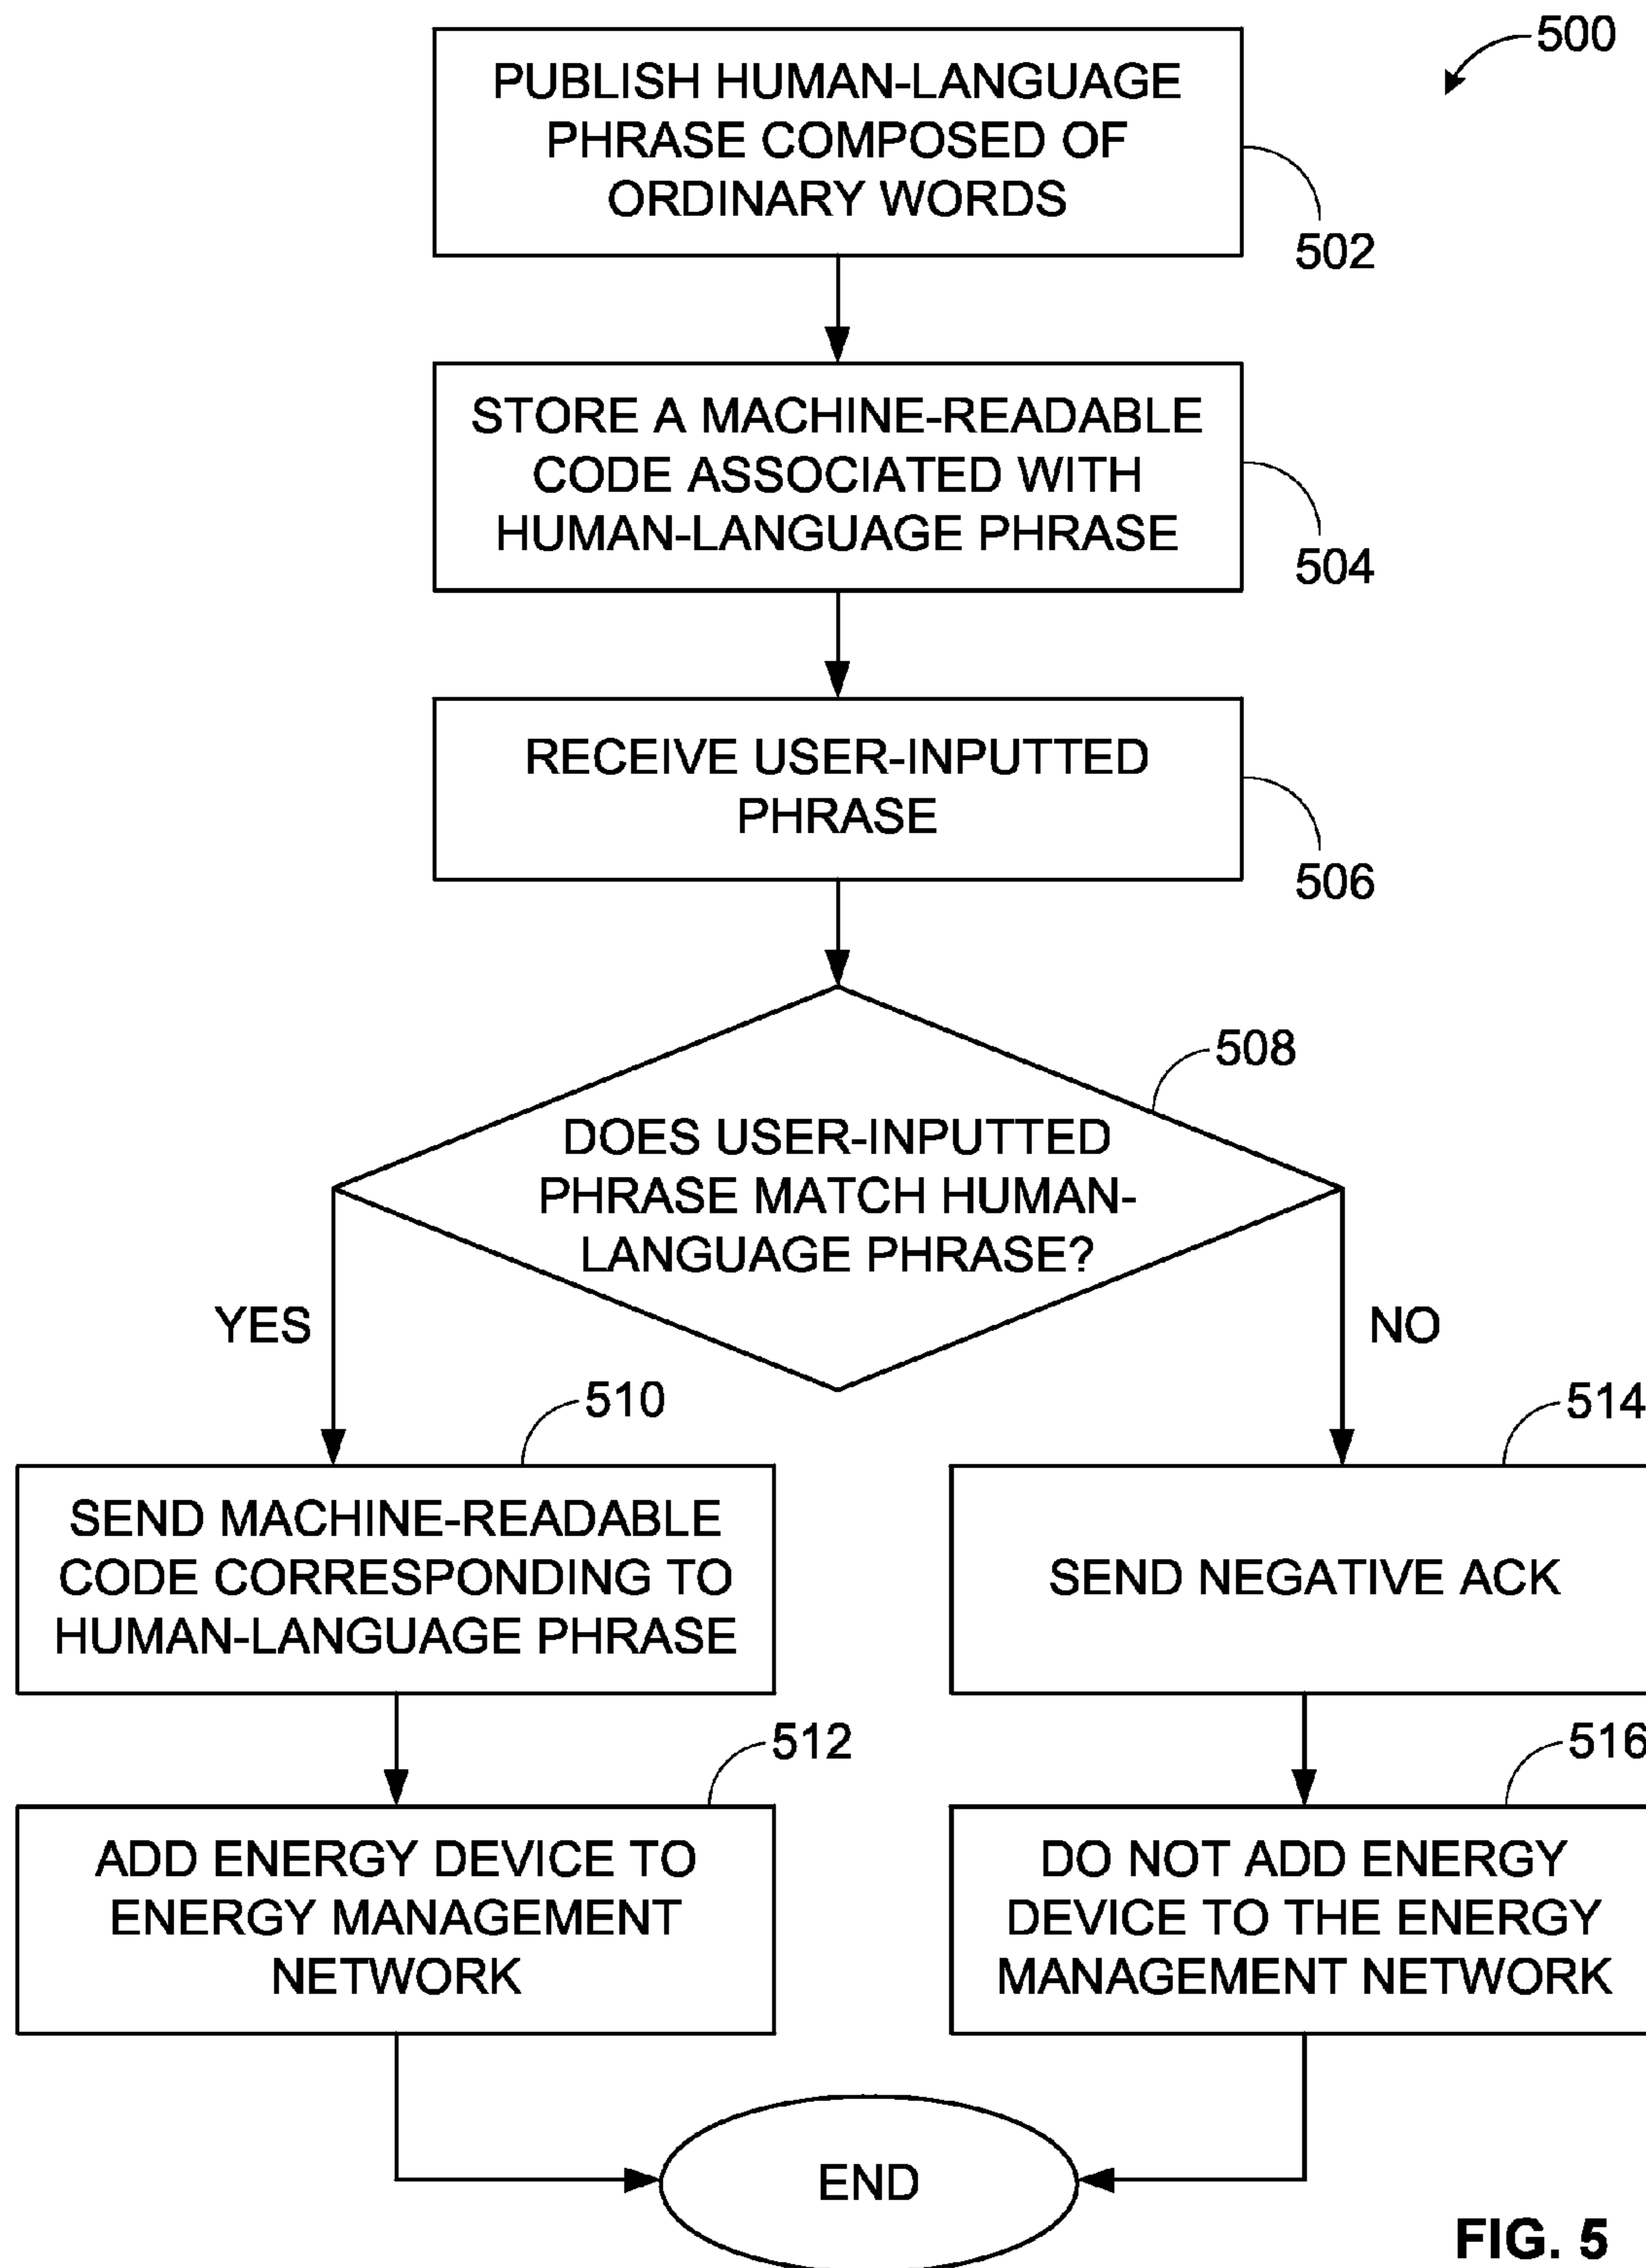 500
PUBLISH HUMAN-LANGUAGE
PHRASE COMPOSED OF
ORDINARY WORDS
502
STORE A MACHINE-READABLE
CODE ASSOCIATED WITH
HUMAN-LANGUAGE PHRASE
504
RECEIVE USER-INPUTTED
PHRASE
506
508
DOES USER-INPUTTED
PHRASE MATCH HUMAN-
LANGUAGE PHRASE?
YES
NO
510
514
SEND MACHINE-READABLE
CODE CORRESPONDING TO
HUMAN-LANGUAGE PHRASE
SEND NEGATIVE ACK
512
516
ADD ENERGY DEVICE TO
ENERGY MANAGEMENT
NETWORK
DO NOT ADD ENERGY
DEVICE TO THE ENERGY
MANAGEMENT NETWORK
END
FIG. 5